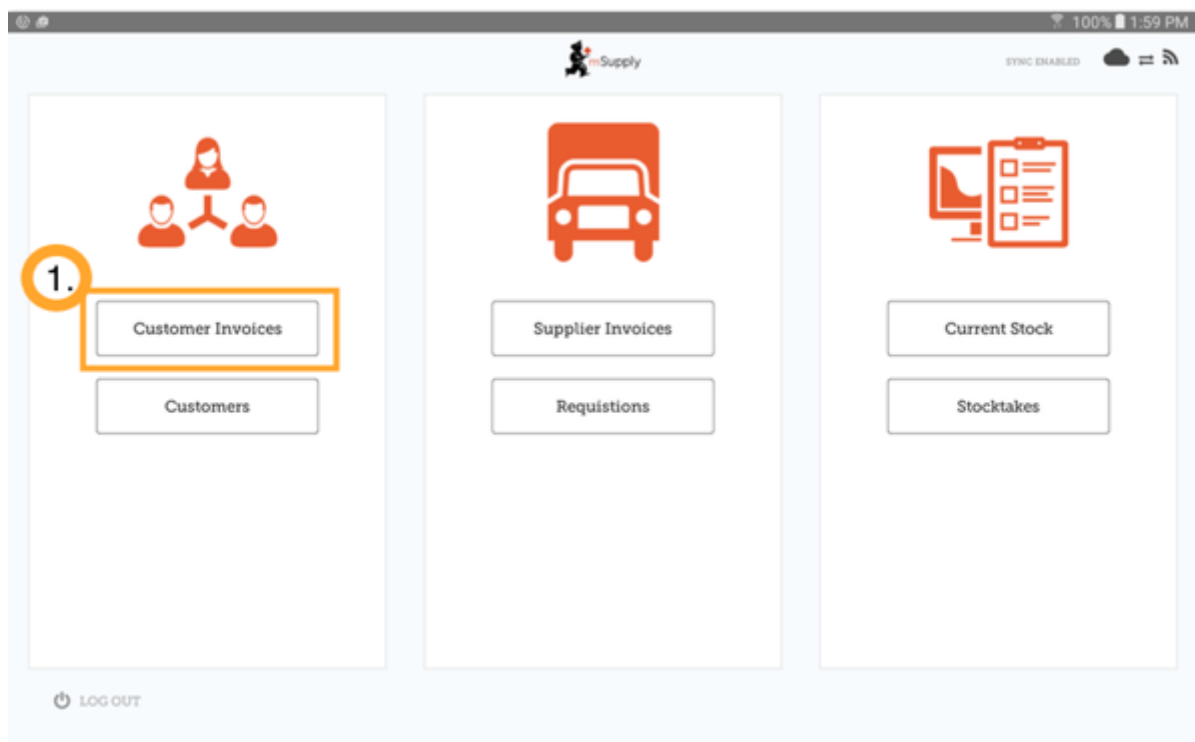 100% 1:59 PM
mSupply
SYNC ENABLED
1.
Customer Invoices
Customers
Supplier Invoices
Requistions
Current Stock
Stocktakes
LOG OUT